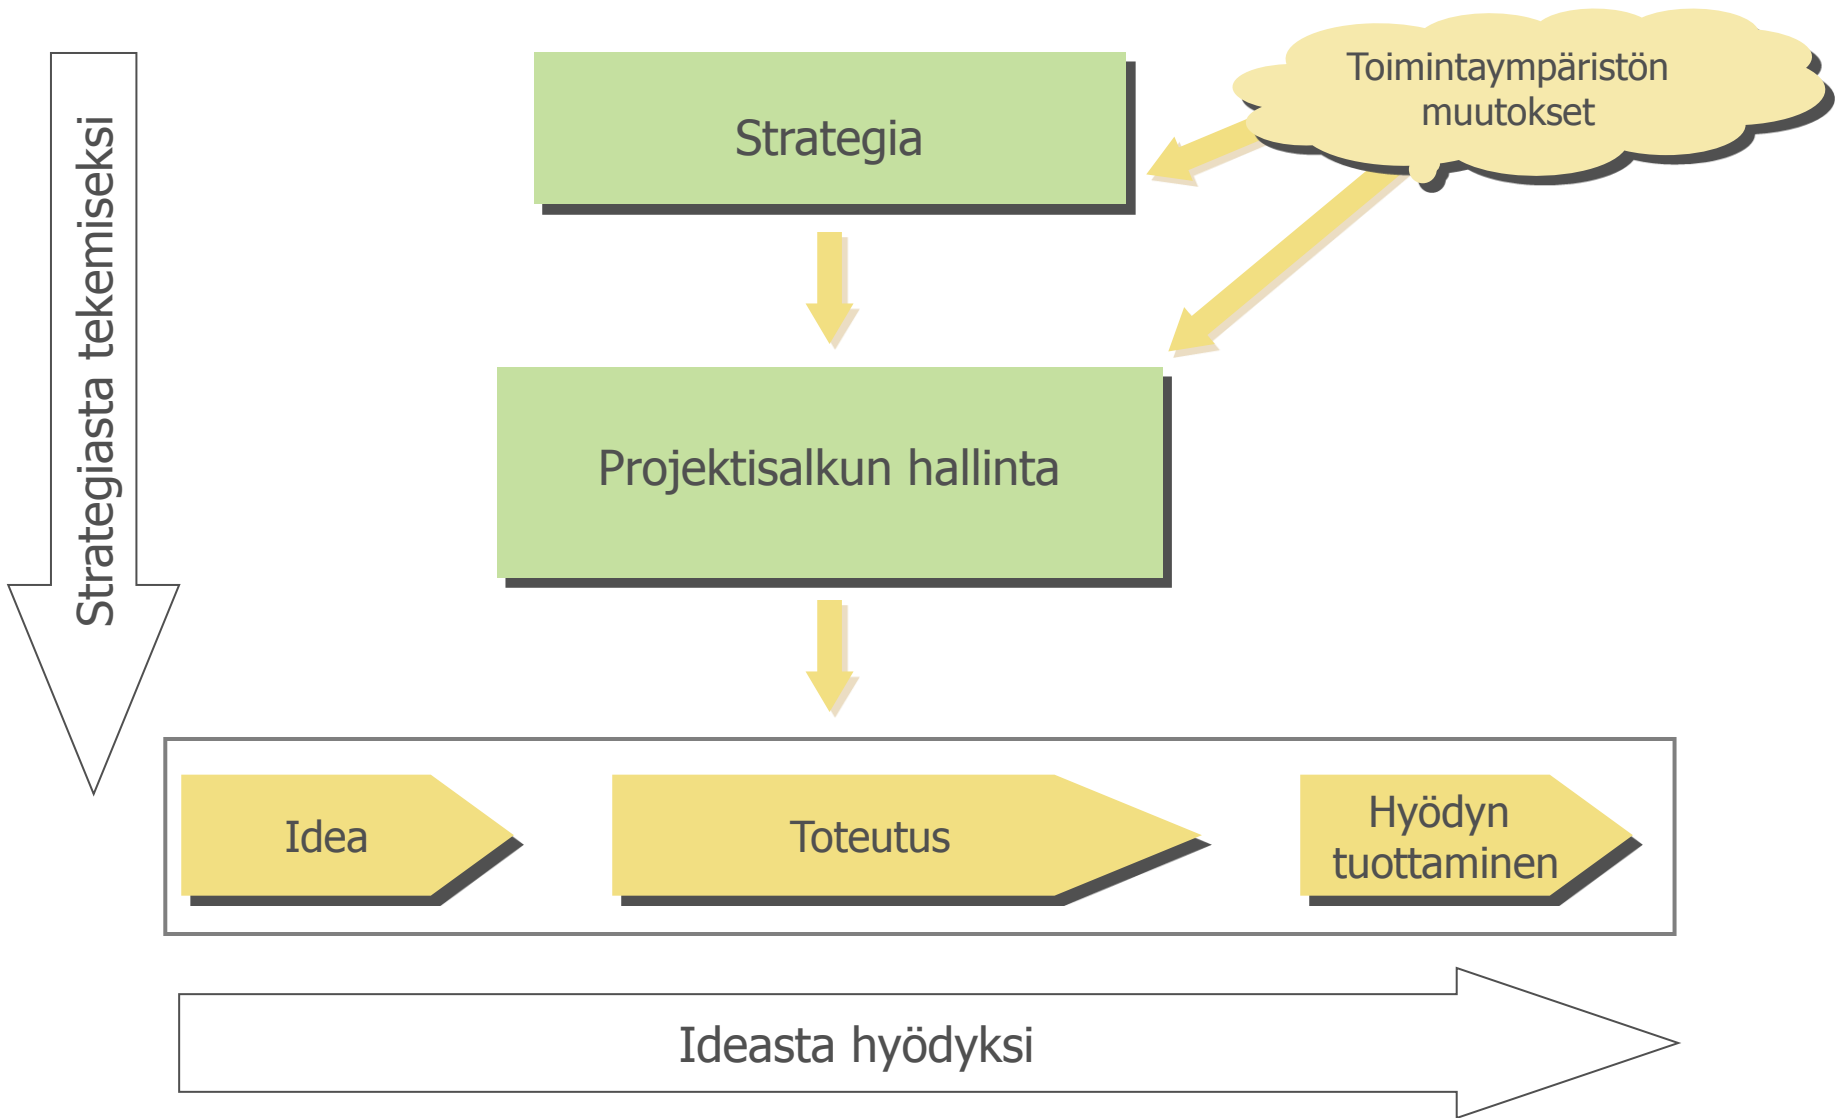 Toimintaympäristön
muutokset
Strategia
Strategiasta tekemiseksi
Projektisalkun hallinta
Idea
Toteutus
Hyödyn
tuottaminen
Ideasta hyödyksi